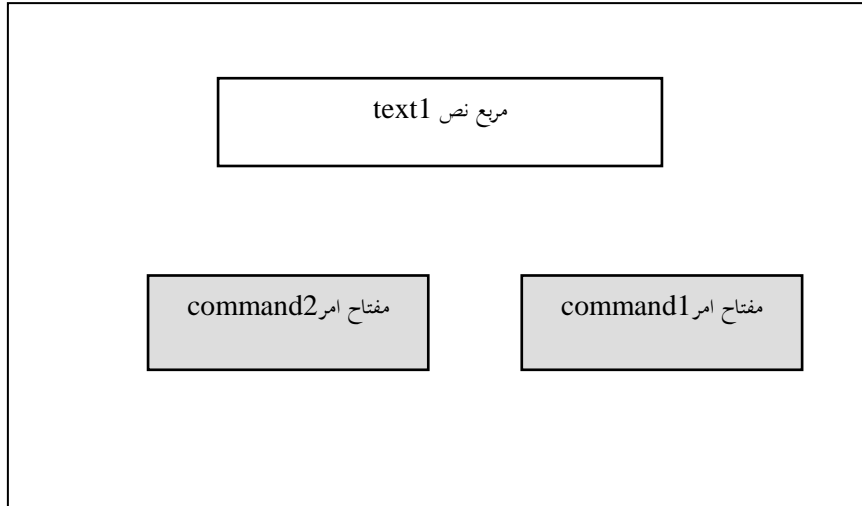 مربع نص text1
مفتاح امر command1
مفتاح امر command2